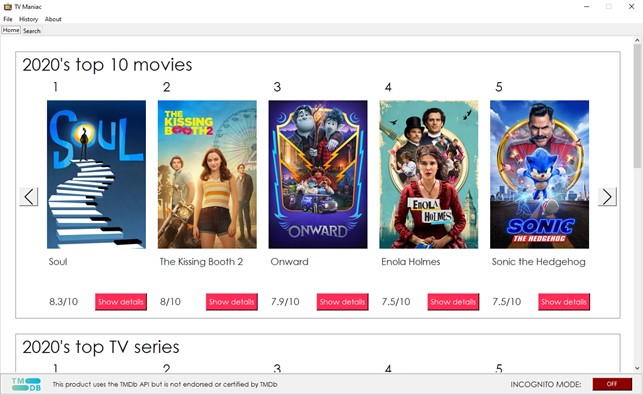 TV Maniac
File History About
Home Search
2020's top 10 movies
1 2 3 4 5
SOUL
THE KISSING BOOTH 2
ONWARD
ENOLA HOLMES
SONIC THE HEDGEHOG
Soul The Kissing Booth 2 Onward Enola Holmes Sonic the Hedgehog
8.3/10 Show details 8/10 Show details 7.9/10 Show details 7.5/10 Show details 7.5/10 Show details
2020's top TV series
1 2 3 4 5
TM DB This product uses the TMDb API but is not endorsed or certified by TMDb INCOGNITO MODE: OFF